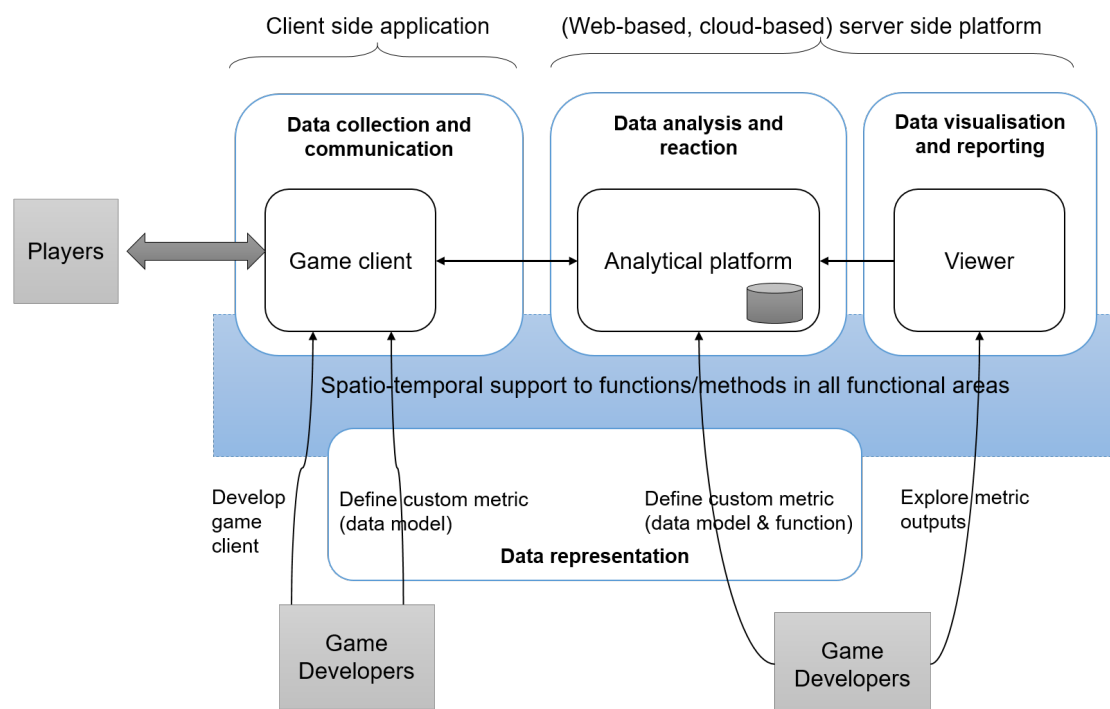 Client side application
(Web-based, cloud-based) server side platform
Data collection and
communication
Data analysis and
reaction
Data visualisation
and reporting
Players
Game client
Analytical platform
Viewer
Spatio-temporal support to functions/methods in all functional areas
Develop
game
client
Define custom metric
(data model)
Define custom metric
(data model & function)
Explore metric
outputs
Data representation
Game
Developers
Game
Developers